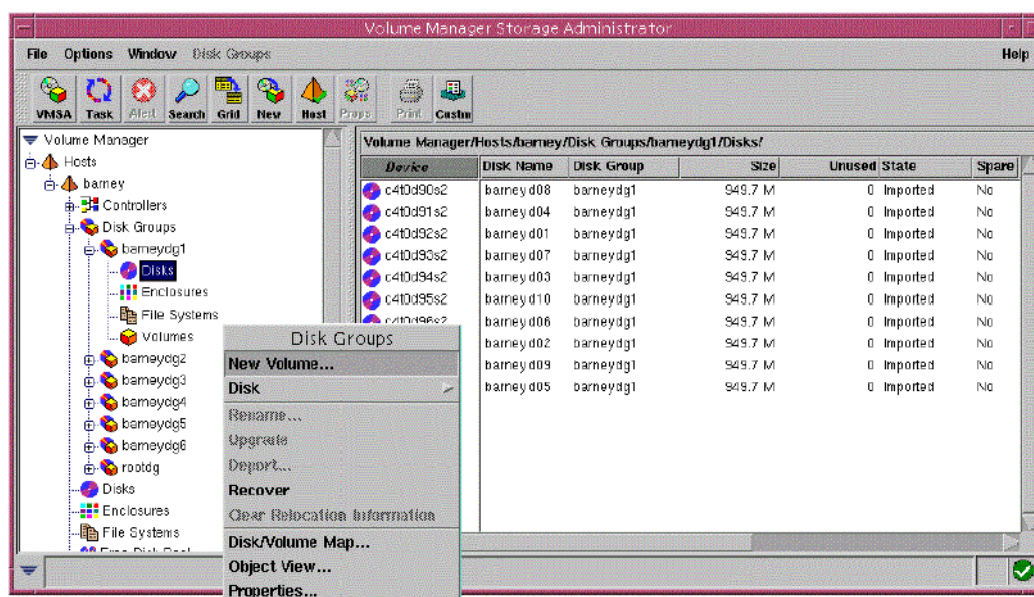 Volume Manager Storage Administrator
File Options Window Disk Groups Help
VMSA Task Alert Search Grid New Host Props Print Custm
Volume Manager
Hosts
barney
Controllers
Disk Groups
barneydg1
Disks
Enclosures
File Systems
Volumes
barneydg2
barneydg3
barneydg4
barneydg5
barneydg6
rootdg
Disks
Enclosures
File Systems
Volume Manager/Hosts/barney/Disk Groups/barneydg1/Disks/
Device Disk Name Disk Group Size Unused State Spare
c4t0d90s2 barneyd08 barneydg1 949.7 M 0 Imported No
c4t0d91s2 barneyd04 barneydg1 949.7 M 0 Imported No
c4t0d92s2 barneyd01 barneydg1 949.7 M 0 Imported No
c4t0d93s2 barneyd07 barneydg1 949.7 M 0 Imported No
c4t0d94s2 barneyd03 barneydg1 949.7 M 0 Imported No
c4t0d95s2 barneyd10 barneydg1 949.7 M 0 Imported No
c4t0d96s2 barneyd06 barneydg1 949.7 M 0 Imported No
barneyd02 barneydg1 949.7 M 0 Imported No
barneyd09 barneydg1 949.7 M 0 Imported No
barneyd05 barneydg1 949.7 M 0 Imported No
Disk Groups
New Volume...
Disk
Rename...
Upgrade
Deport...
Recover
Clear Relocation Information
Disk/Volume Map...
Object View...
Properties...